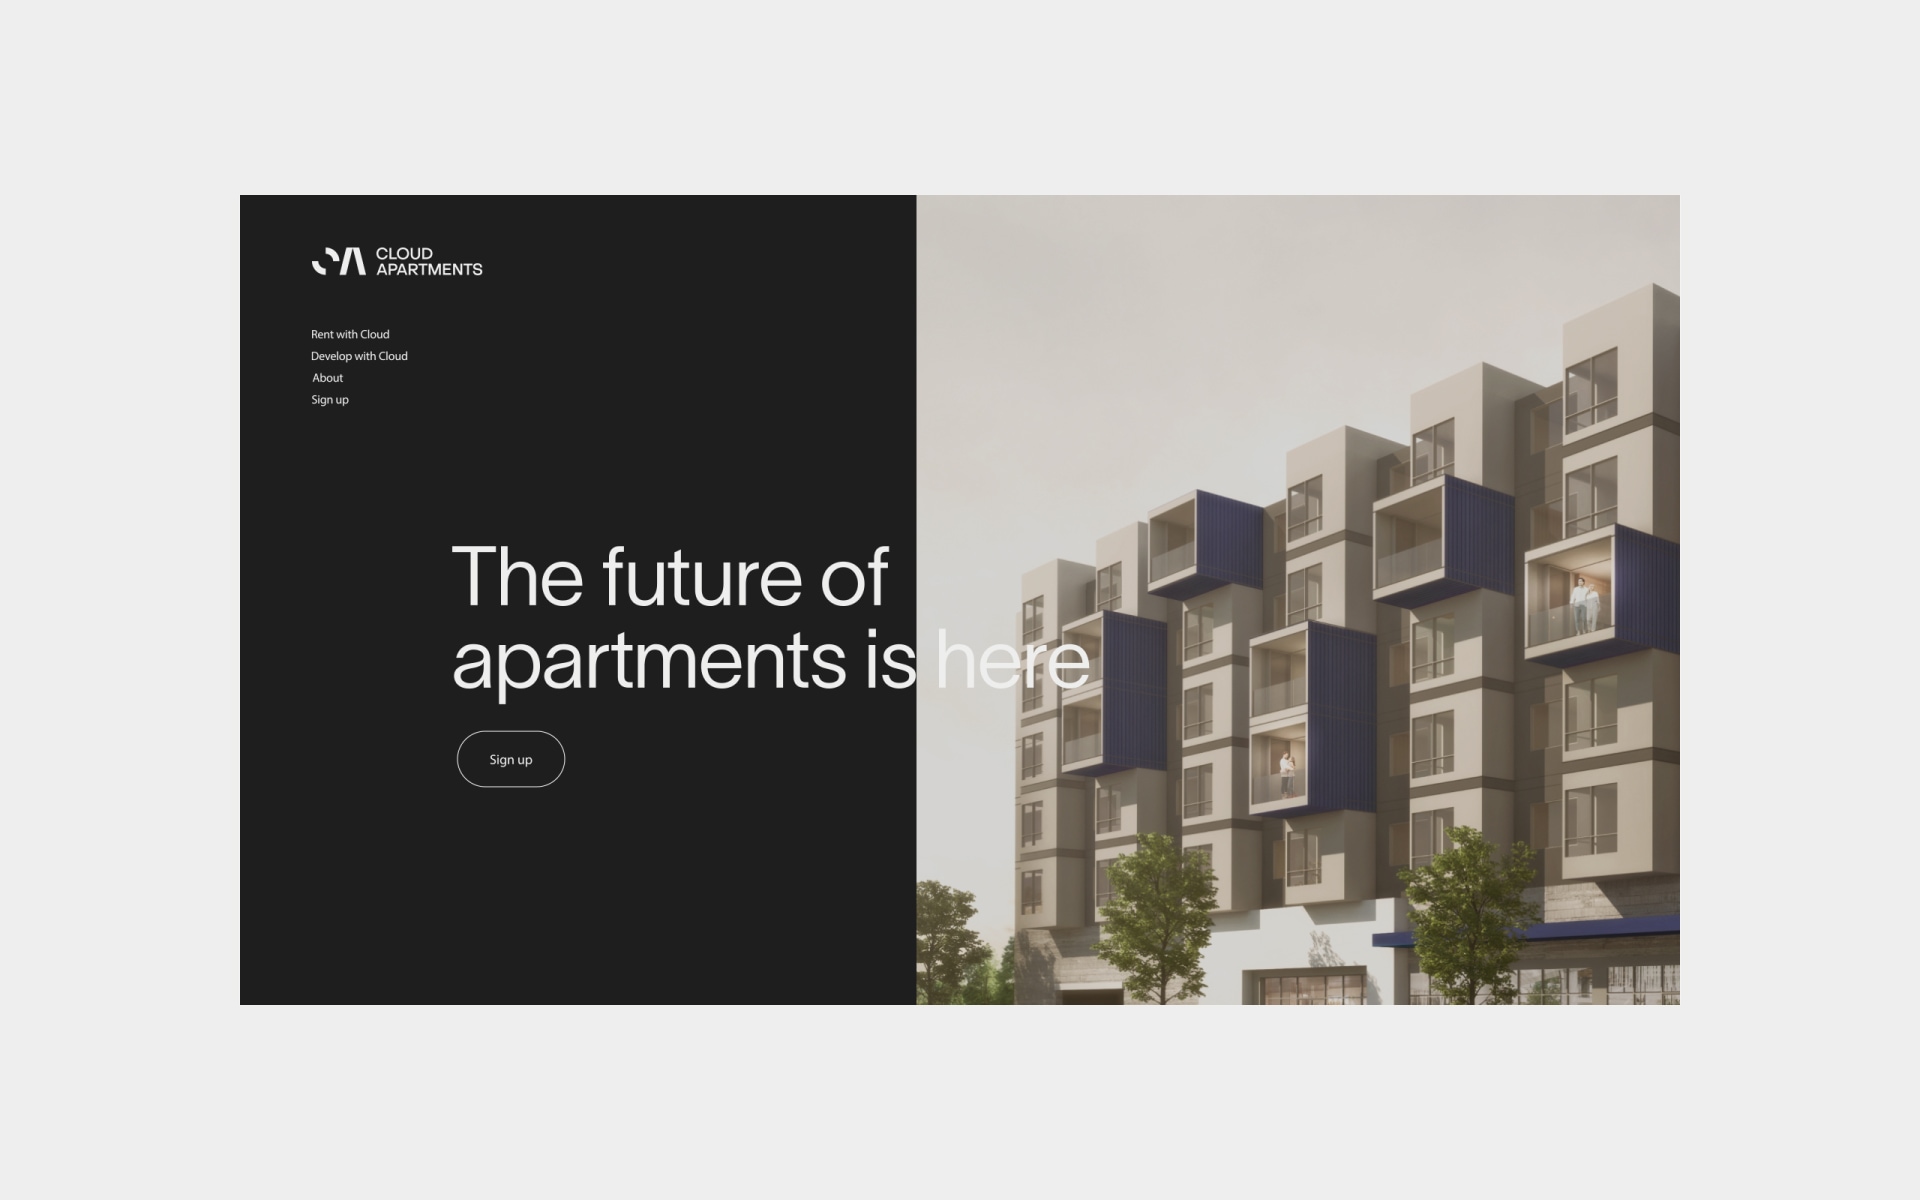 CLOUD
APARTMENTS
Rent with Cloud
Develop with Cloud
About
Sign up
The future of
apartments is here
Sign up